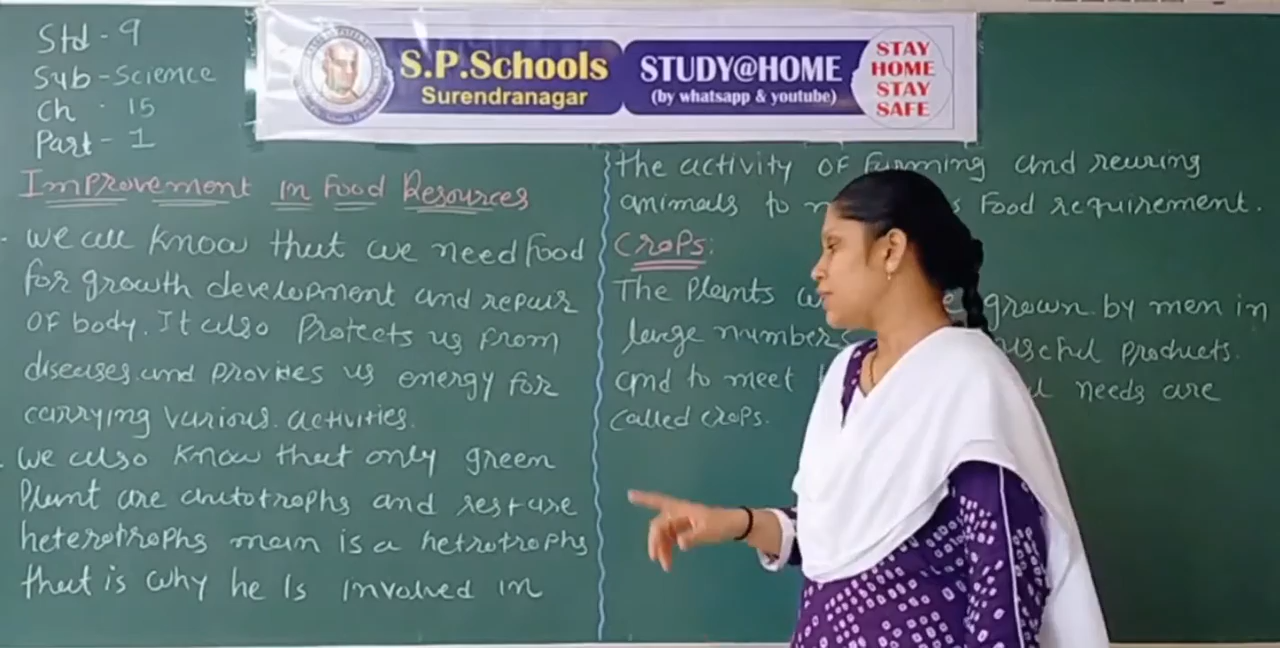 Std - 9
Sub - Science
Ch - 15
Part - 1
S.P.Schools
Surendranagar
STUDY@HOME
(by whatsapp & youtube)
STAY
HOME
STAY
SAFE
Improvement in Food Resources
- we all know that we need food
for growth development and repair
of body. It also Protects us from
diseases and provides us energy for
carrying various activities.
- we also know that only green
Plant are autotrophs and rest are
heterotrophs man is a hetrotrophs
that is why he Is involved in
the activity of farming and rearing
animals to food requirement.
Crops:
The Plants grown by men in
large number useful products.
and to meet needs are
called crops.